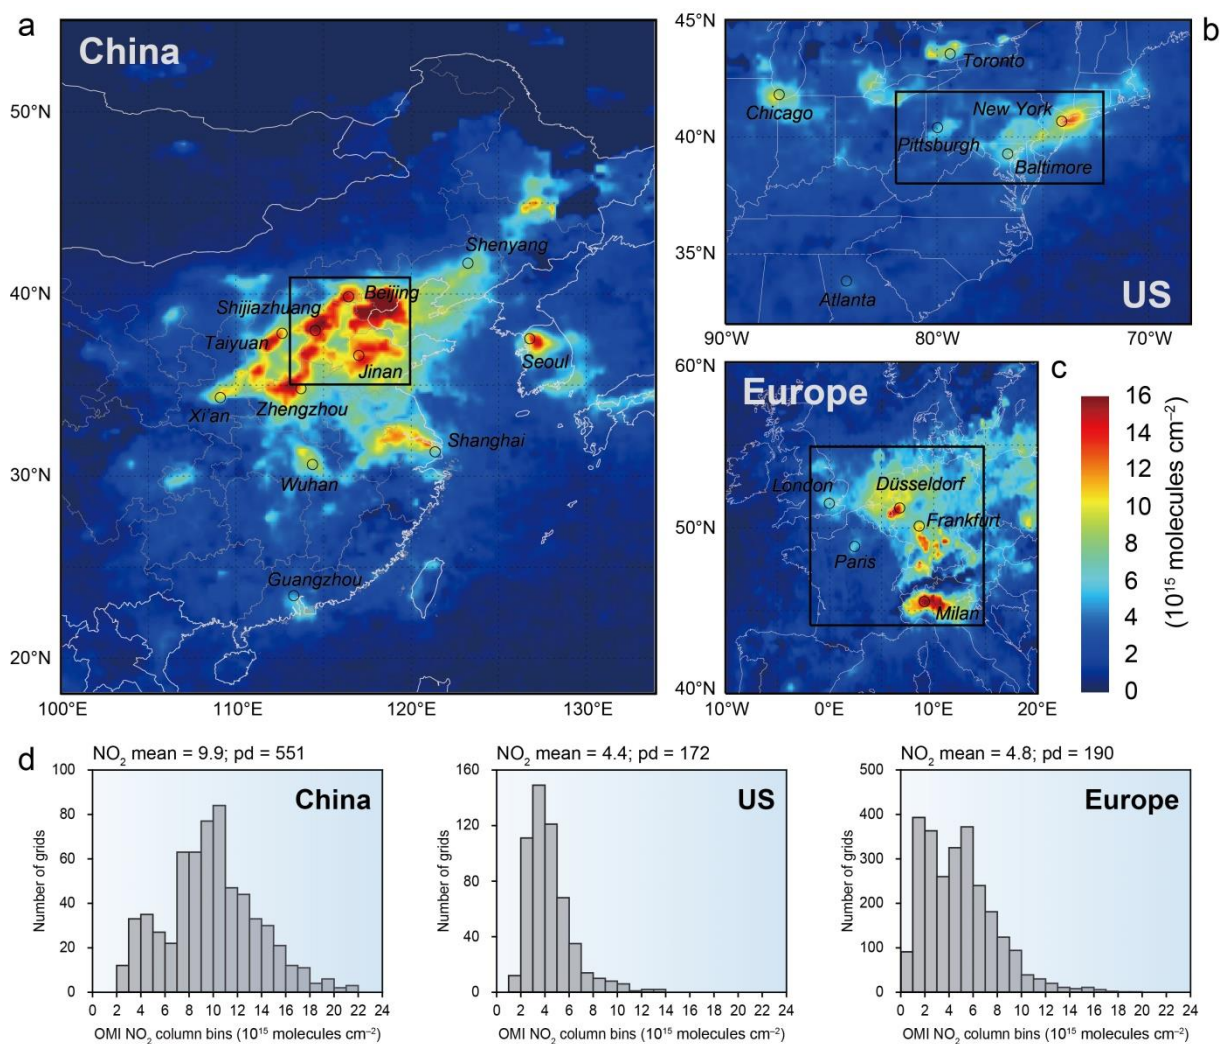 a
China
50°N
40°N
30°N
20°N
100°E
110°E
120°E
130°E
Shenyang
Beijing
Shijiazhuang
Taiyuan
Jinan
Seoul
Xi'an
Zhengzhou
Shanghai
Wuhan
Guangzhou
b
45°N
40°N
35°N
90°W
80°W
70°W
Toronto
Chicago
New York
Pittsburgh
Baltimore
Atlanta
US
c
Europe
60°N
50°N
40°N
10°W
0°E
10°E
20°E
London
Düsseldorf
Frankfurt
Paris
Milan
16
14
12
10
8
6
4
2
0
(10¹⁵ molecules cm⁻²)
d
NO₂ mean = 9.9; pd = 551
China
Number of grids
100
80
60
40
20
0
0 2 4 6 8 10 12 14 16 18 20 22 24
OMI NO₂ column bins (10¹⁵ molecules cm⁻²)
NO₂ mean = 4.4; pd = 172
US
Number of grids
160
120
80
40
0
0 2 4 6 8 10 12 14 16 18 20 22 24
OMI NO₂ column bins (10¹⁵ molecules cm⁻²)
NO₂ mean = 4.8; pd = 190
Europe
Number of grids
500
400
300
200
100
0
0 2 4 6 8 10 12 14 16 18 20 22 24
OMI NO₂ column bins (10¹⁵ molecules cm⁻²)